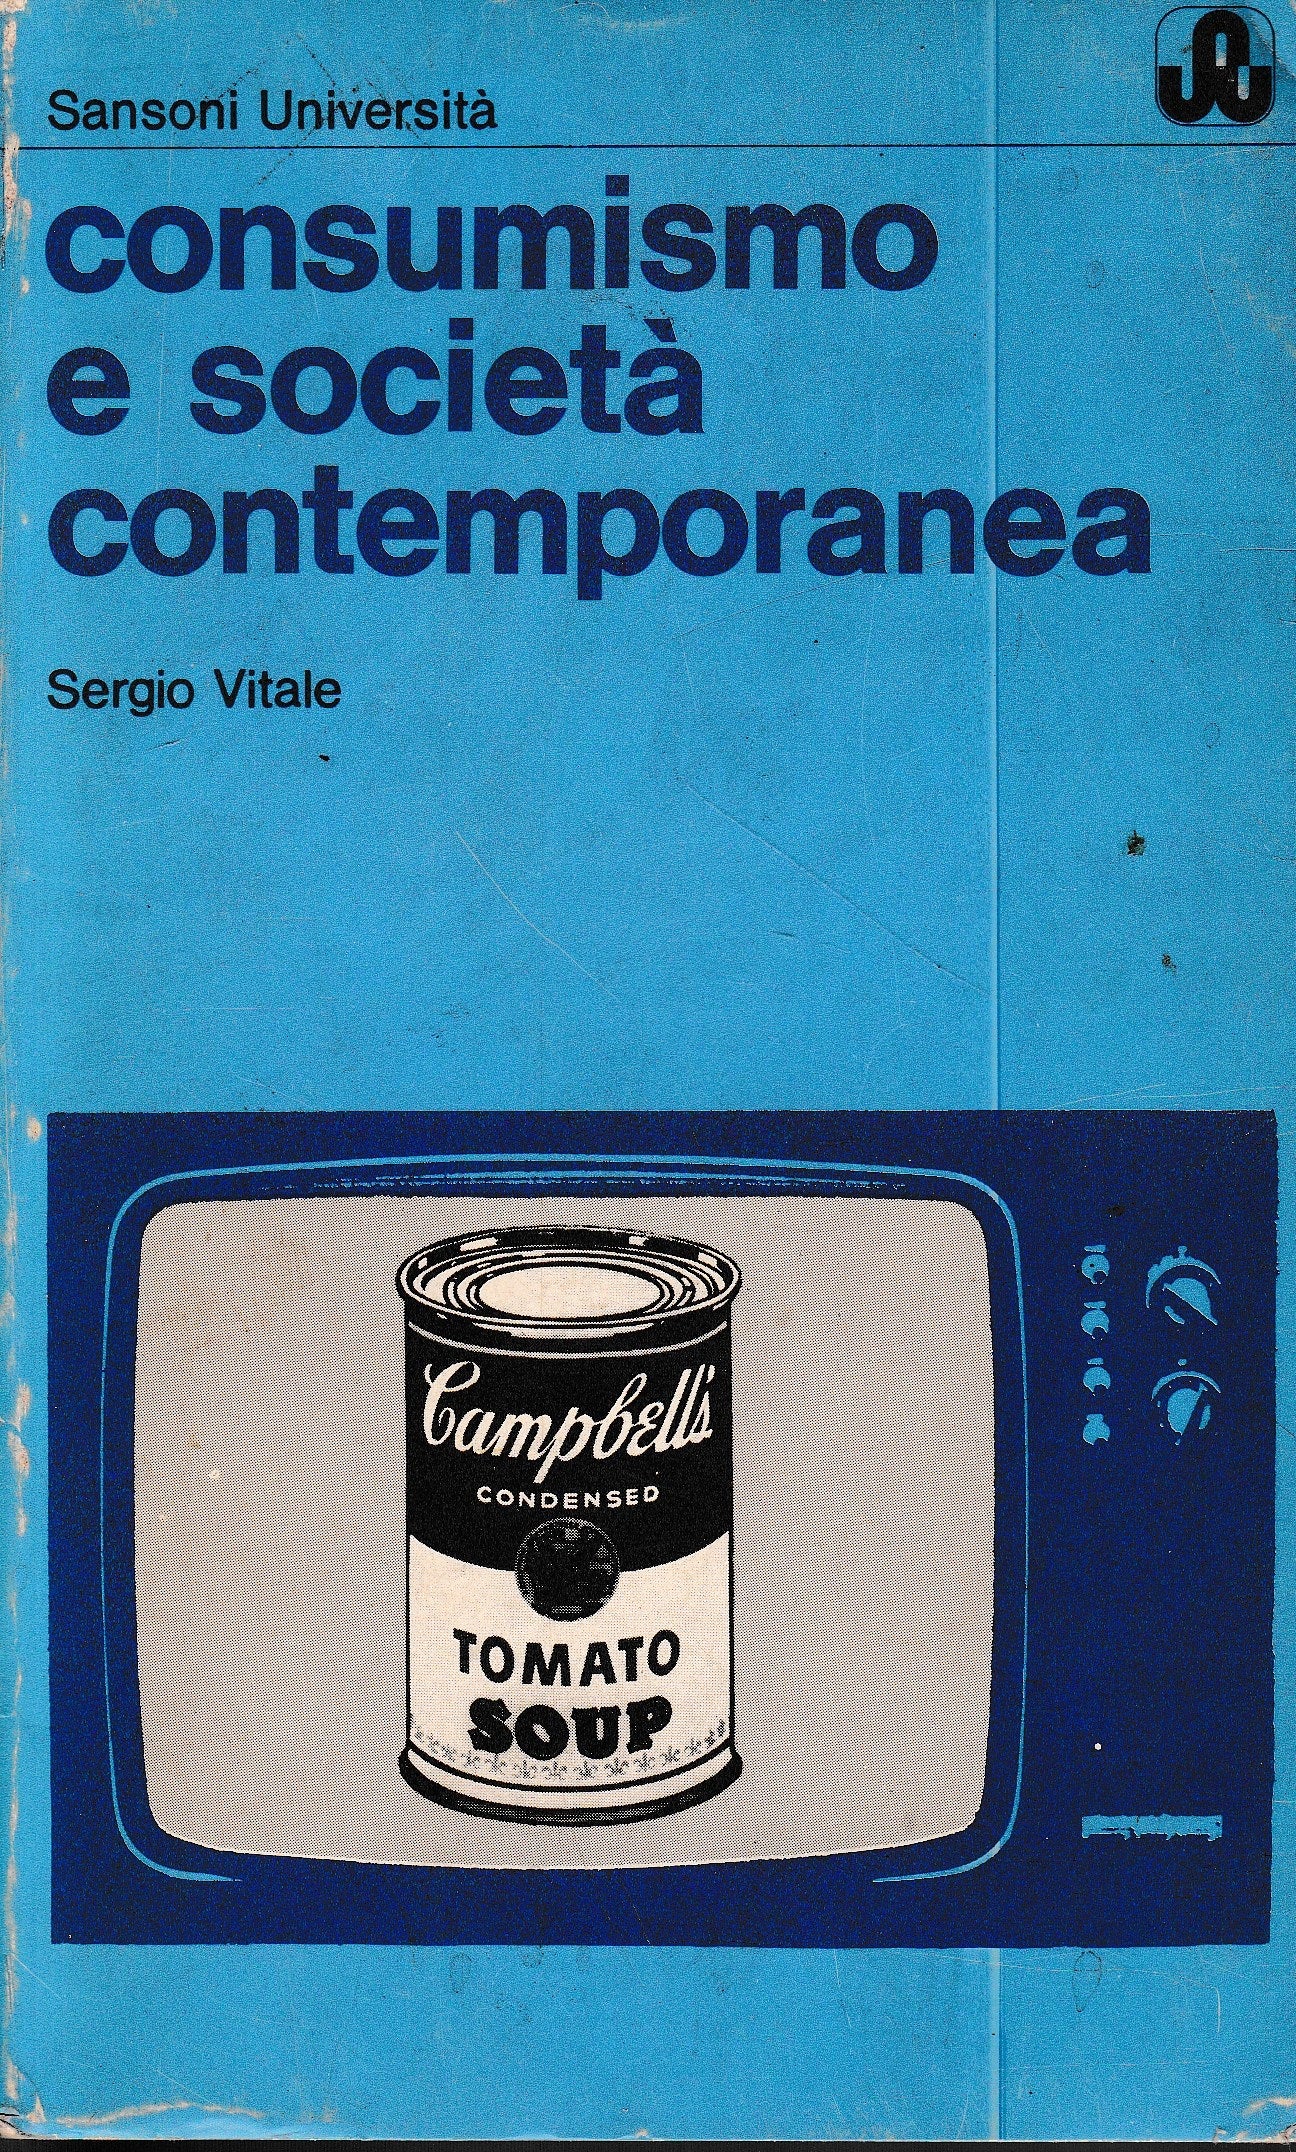 Sansoni Università
consumismo
e società
contemporanea
Sergio Vitale
Campbell's
CONDENSED
TOMATO
SOUP